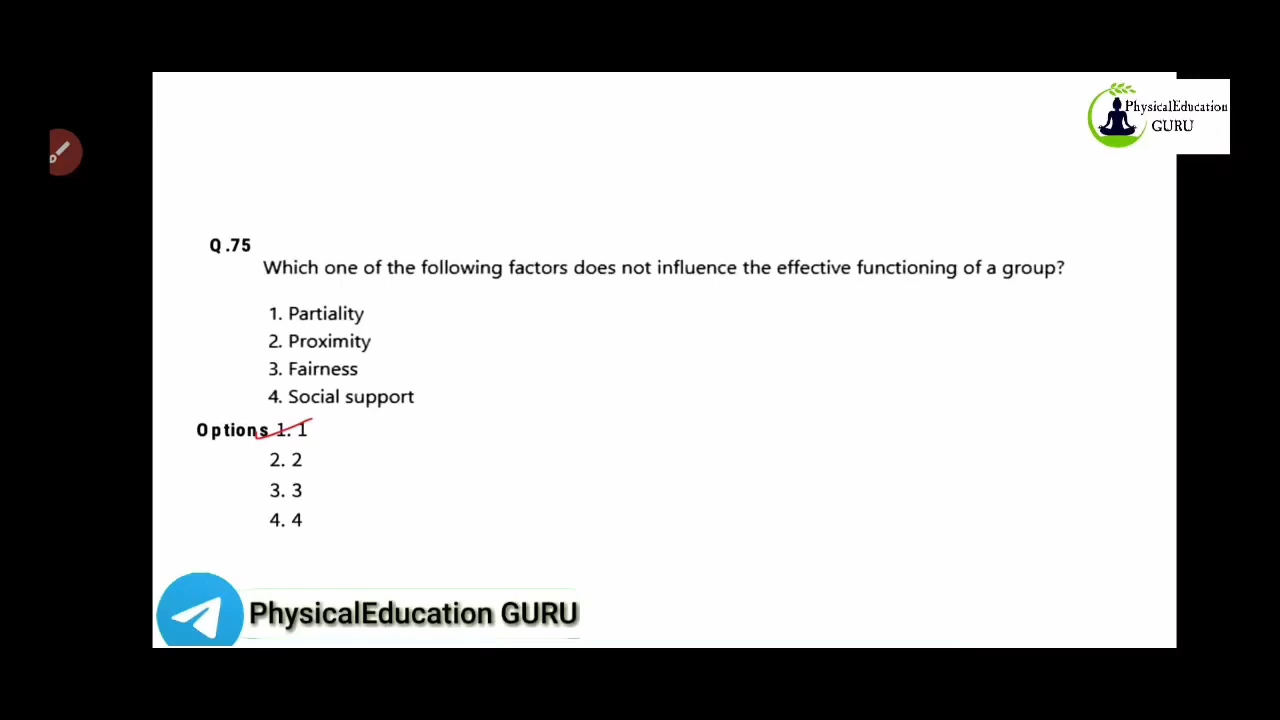 PhysicalEducation
GURU
Q.75
Which one of the following factors does not influence the effective functioning of a group?
1. Partiality
2. Proximity
3. Fairness
4. Social support
Options 1. 1
2. 2
3. 3
4. 4
PhysicalEducation GURU